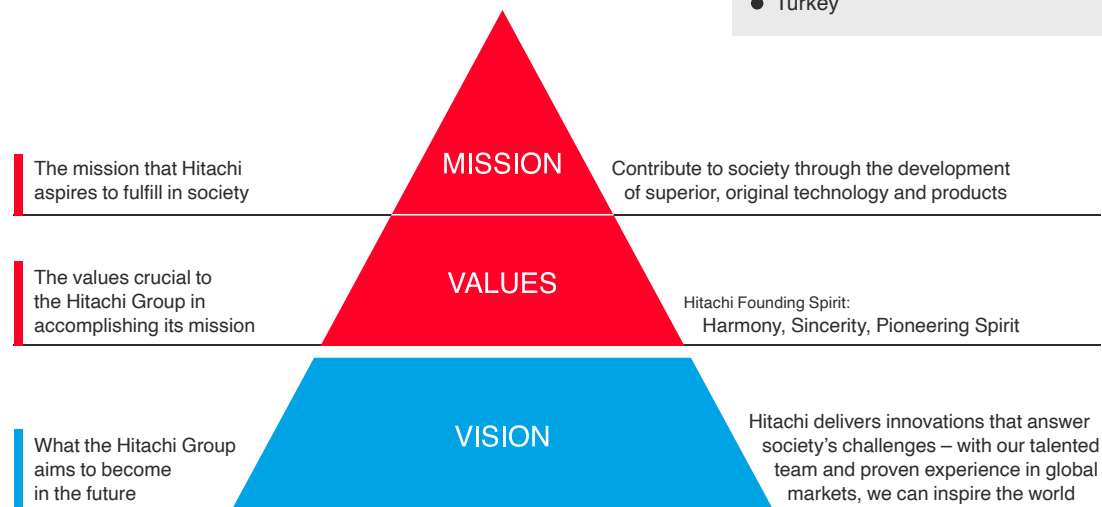 ● Turkey
The mission that Hitachi
aspires to fulfill in society
MISSION
Contribute to society through the development
of superior, original technology and products
The values crucial to
the Hitachi Group in
accomplishing its mission
VALUES
Hitachi Founding Spirit:
Harmony, Sincerity, Pioneering Spirit
What the Hitachi Group
aims to become
in the future
VISION
Hitachi delivers innovations that answer
society's challenges – with our talented
team and proven experience in global
markets, we can inspire the world